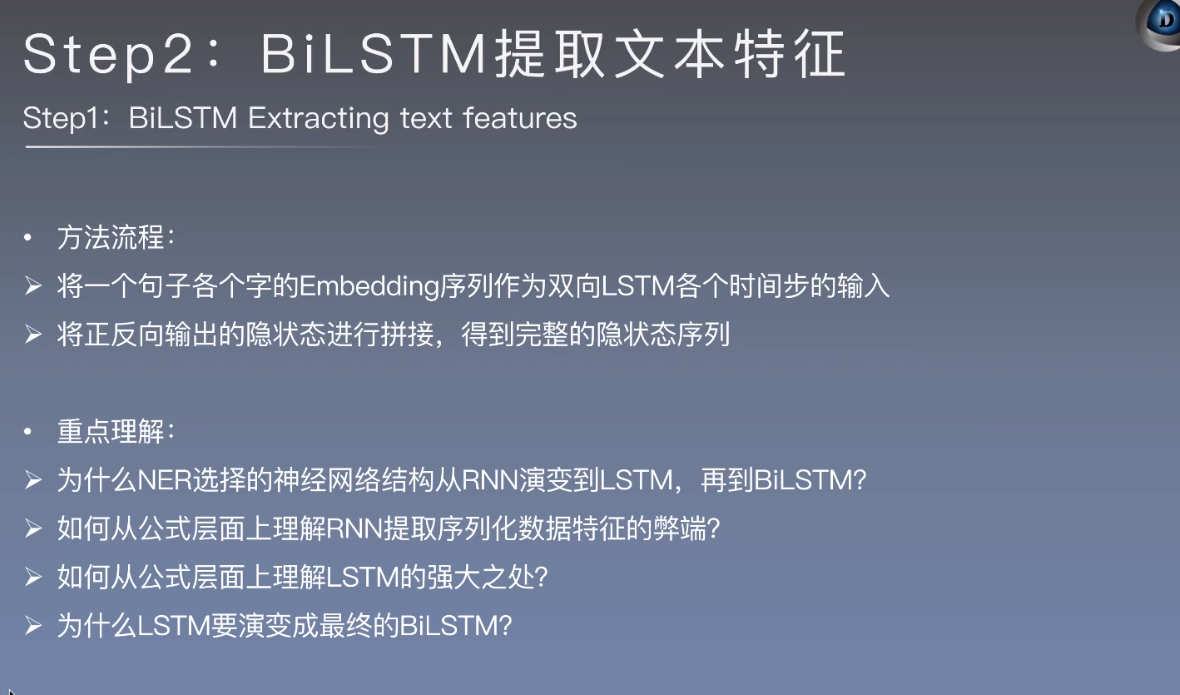 Step2：BiLSTM提取文本特征
Step1：BiLSTM Extracting text features
• 方法流程：
➢ 将一个句子各个字的Embedding序列作为双向LSTM各个时间步的输入
➢ 将正反向输出的隐状态进行拼接，得到完整的隐状态序列
• 重点理解：
➢ 为什么NER选择的神经网络结构从RNN演变到LSTM，再到BiLSTM？
➢ 如何从公式层面上理解RNN提取序列化数据特征的弊端？
➢ 如何从公式层面上理解LSTM的强大之处？
➢ 为什么LSTM要演变成最终的BiLSTM？
D